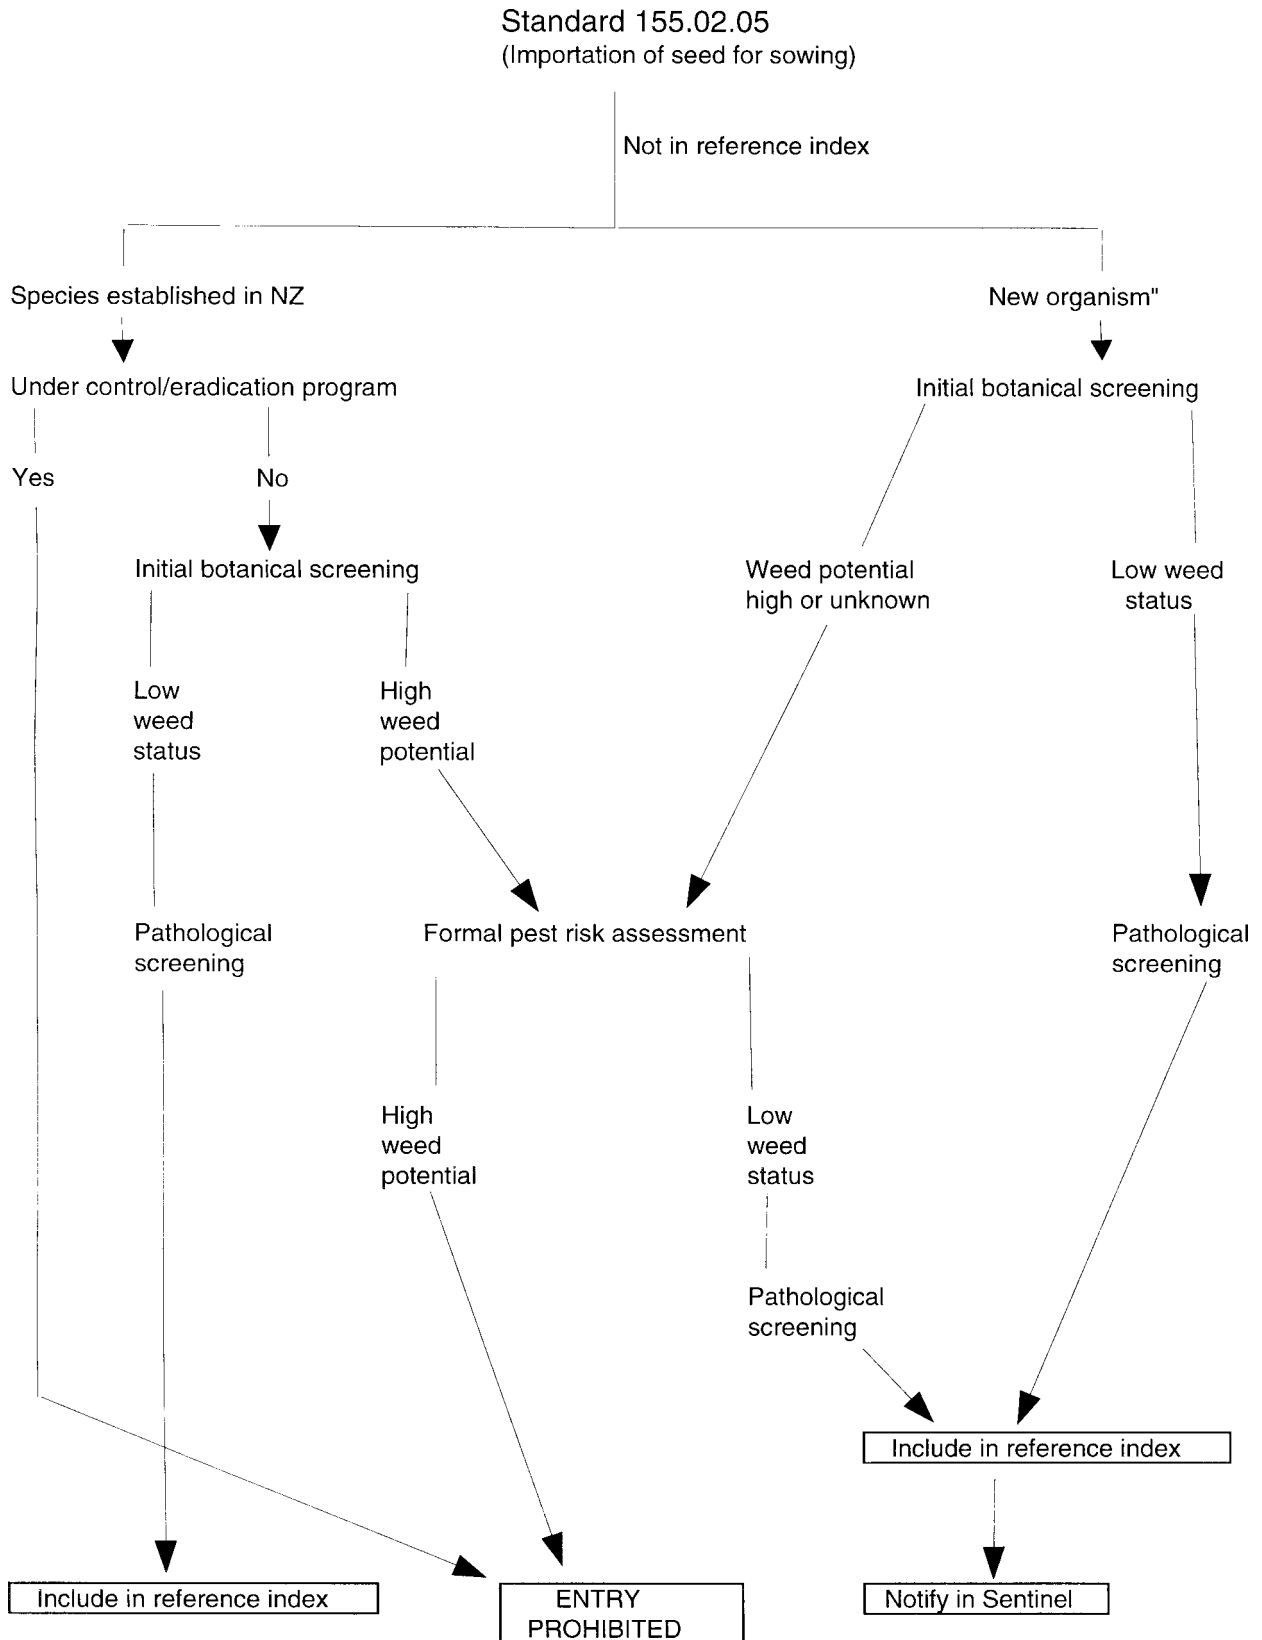 Standard 155.02.05
(Importation of seed for sowing)
Not in reference index
Species established in NZ
New organism"
Under control/eradication program
Initial botanical screening
Yes
No
Initial botanical screening
Weed potential
high or unknown
Low weed
status
Low
weed
status
High
weed
potential
Pathological
screening
Formal pest risk assessment
Pathological
screening
High
weed
potential
Low
weed
status
Pathological
screening
Include in reference index
Include in reference index
ENTRY
PROHIBITED
Notify in Sentinel